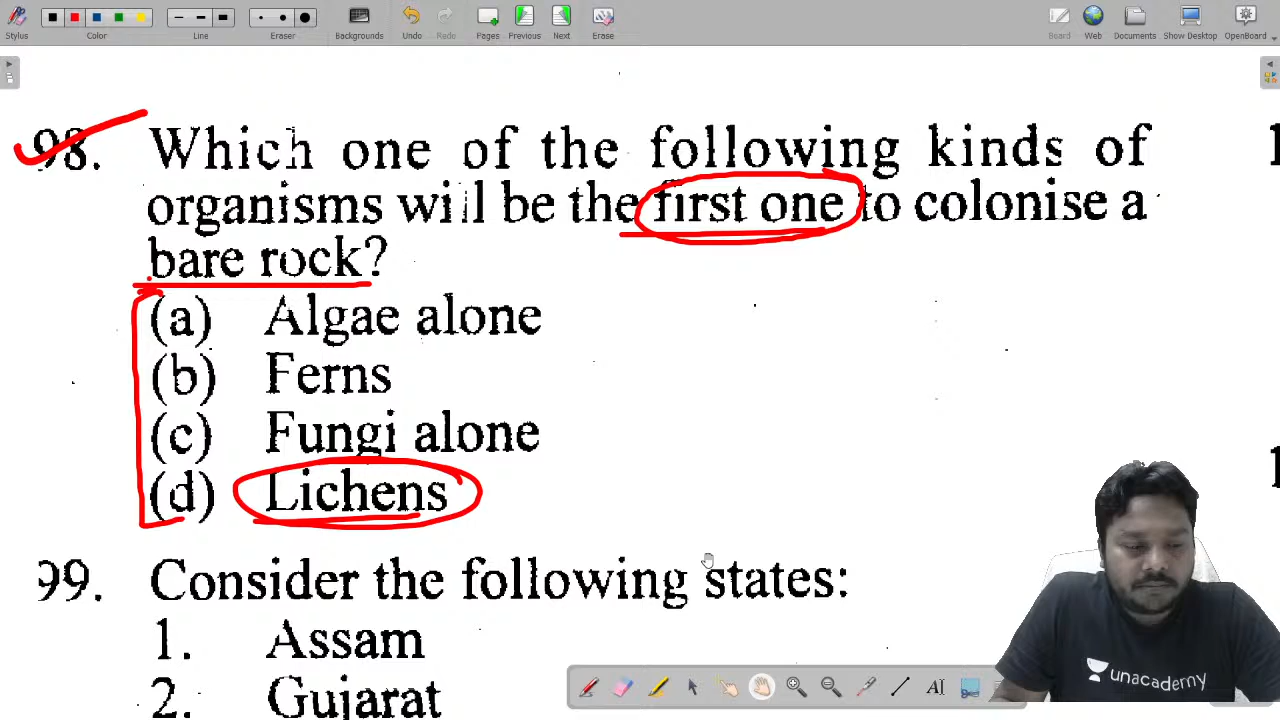 Stylus Color Line Eraser Backgrounds Undo Redo Pages Previous Next Erase Board Web Documents Show Desktop OpenBoard
98. Which one of the following kinds of
organisms will be the first one to colonise a
bare rock?
(a) Algae alone
(b) Ferns
(c) Fungi alone
(d) Lichens
99. Consider the following states:
1. Assam
2. Gujarat
unacademy